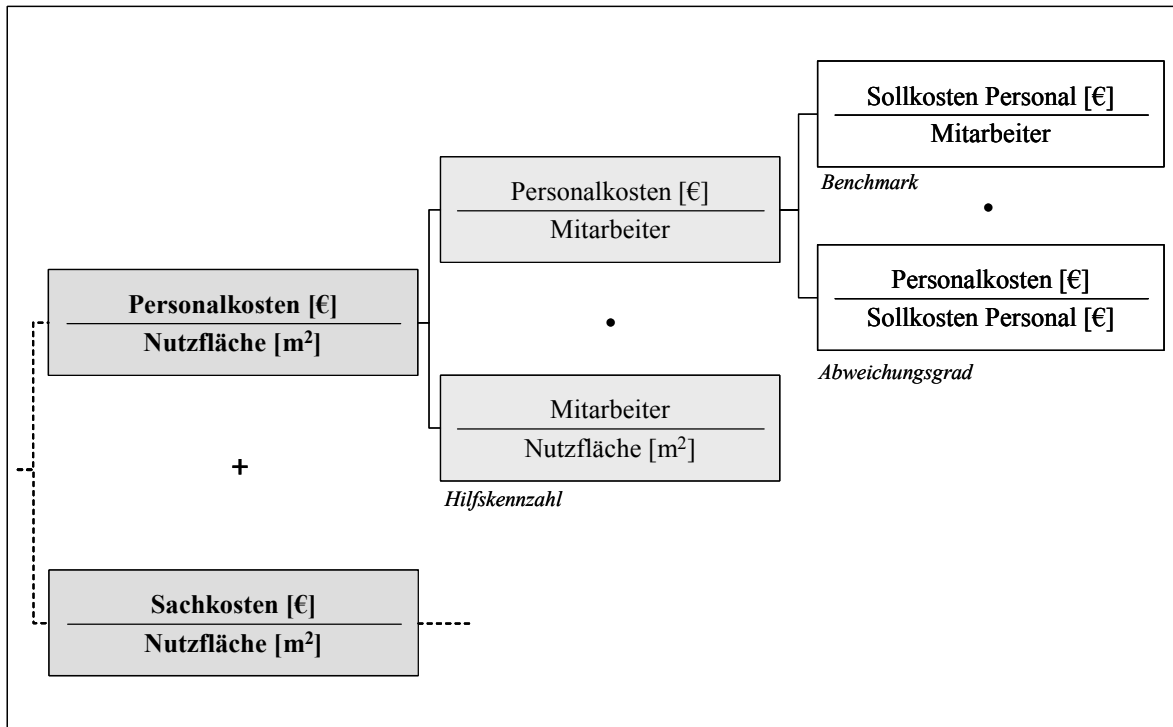 Sollkosten Personal [€]
Mitarbeiter
Benchmark
•
Personalkosten [€]
Sollkosten Personal [€]
Abweichungsgrad
Personalkosten [€]
Mitarbeiter
•
Mitarbeiter
Nutzfläche [m²]
Hilfskennzahl
Personalkosten [€]
Nutzfläche [m²]
+
Sachkosten [€]
Nutzfläche [m²]